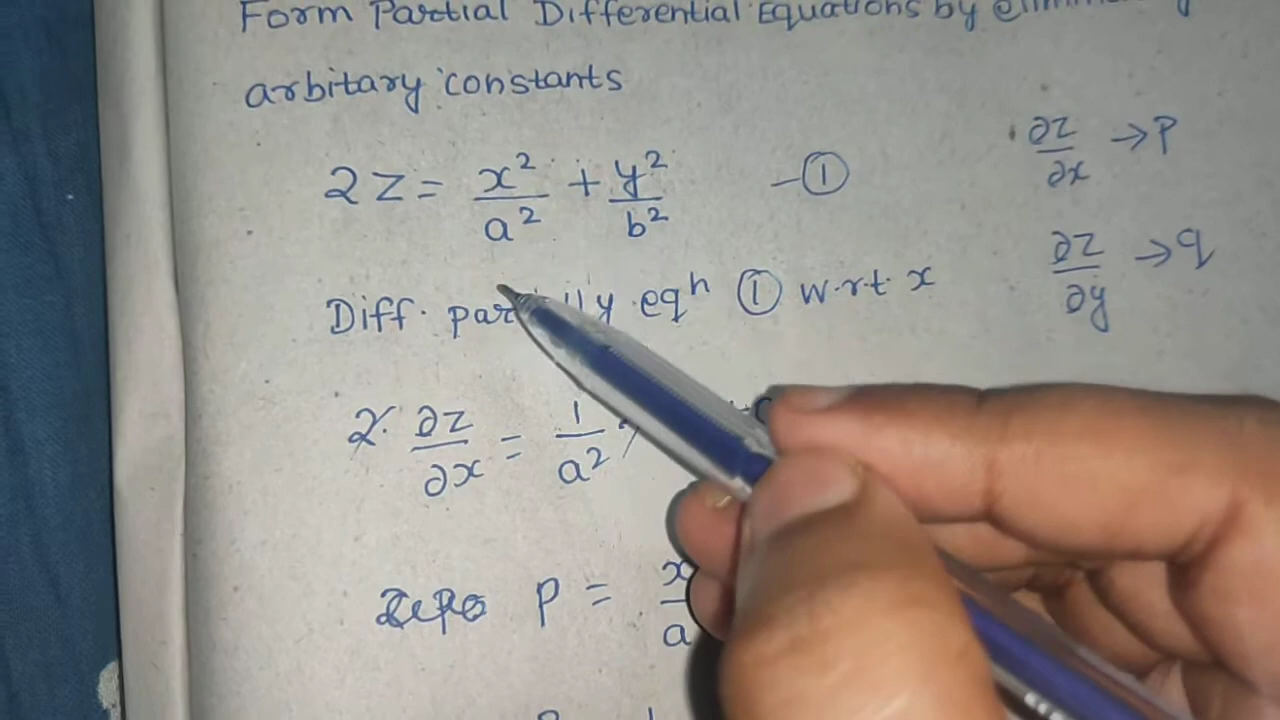 Form Partial Differential Equations by
arbitary constants
2z = x²/a² + y²/b² -①
∂z/∂x → p
∂z/∂y → q
Diff. eqn ① w.r.t x
2. ∂z/∂x = 1/a²
p = x/a